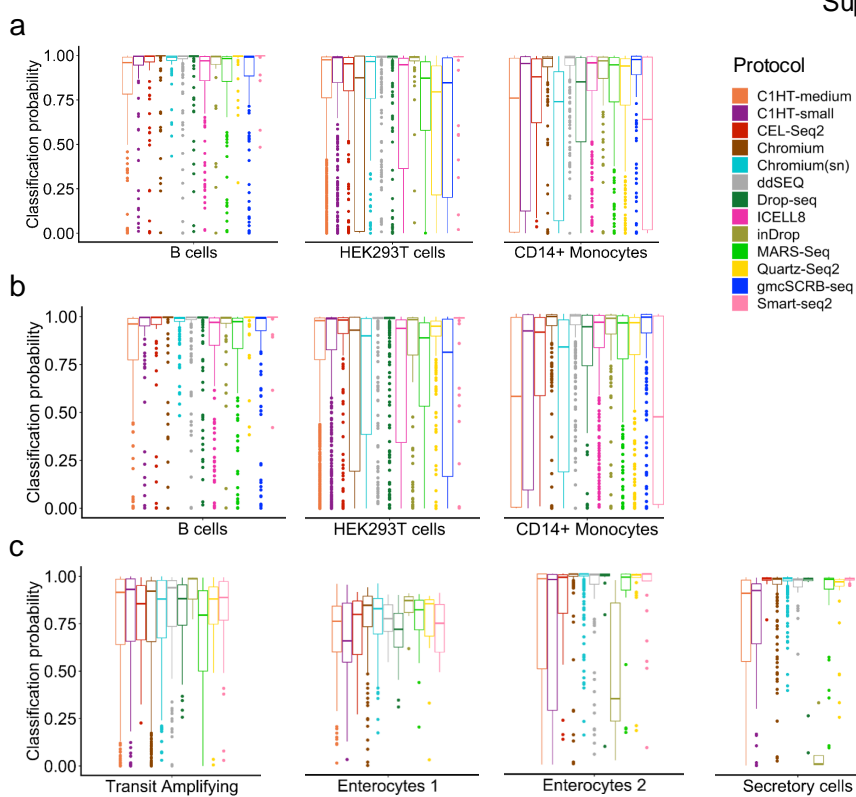 Sup
a
Classification probability
1.00
0.75
0.50
0.25
0.00
B cells
HEK293T cells
CD14+ Monocytes
Protocol
C1HT-medium
C1HT-small
CEL-Seq2
Chromium
Chromium(sn)
ddSEQ
Drop-seq
ICELL8
inDrop
MARS-Seq
Quartz-Seq2
gmcSCRB-seq
Smart-seq2
b
Classification probability
1.00
0.75
0.50
0.25
0.00
B cells
HEK293T cells
CD14+ Monocytes
c
Classification probability
1.00
0.75
0.50
0.25
0.00
Transit Amplifying
Enterocytes 1
Enterocytes 2
Secretory cells